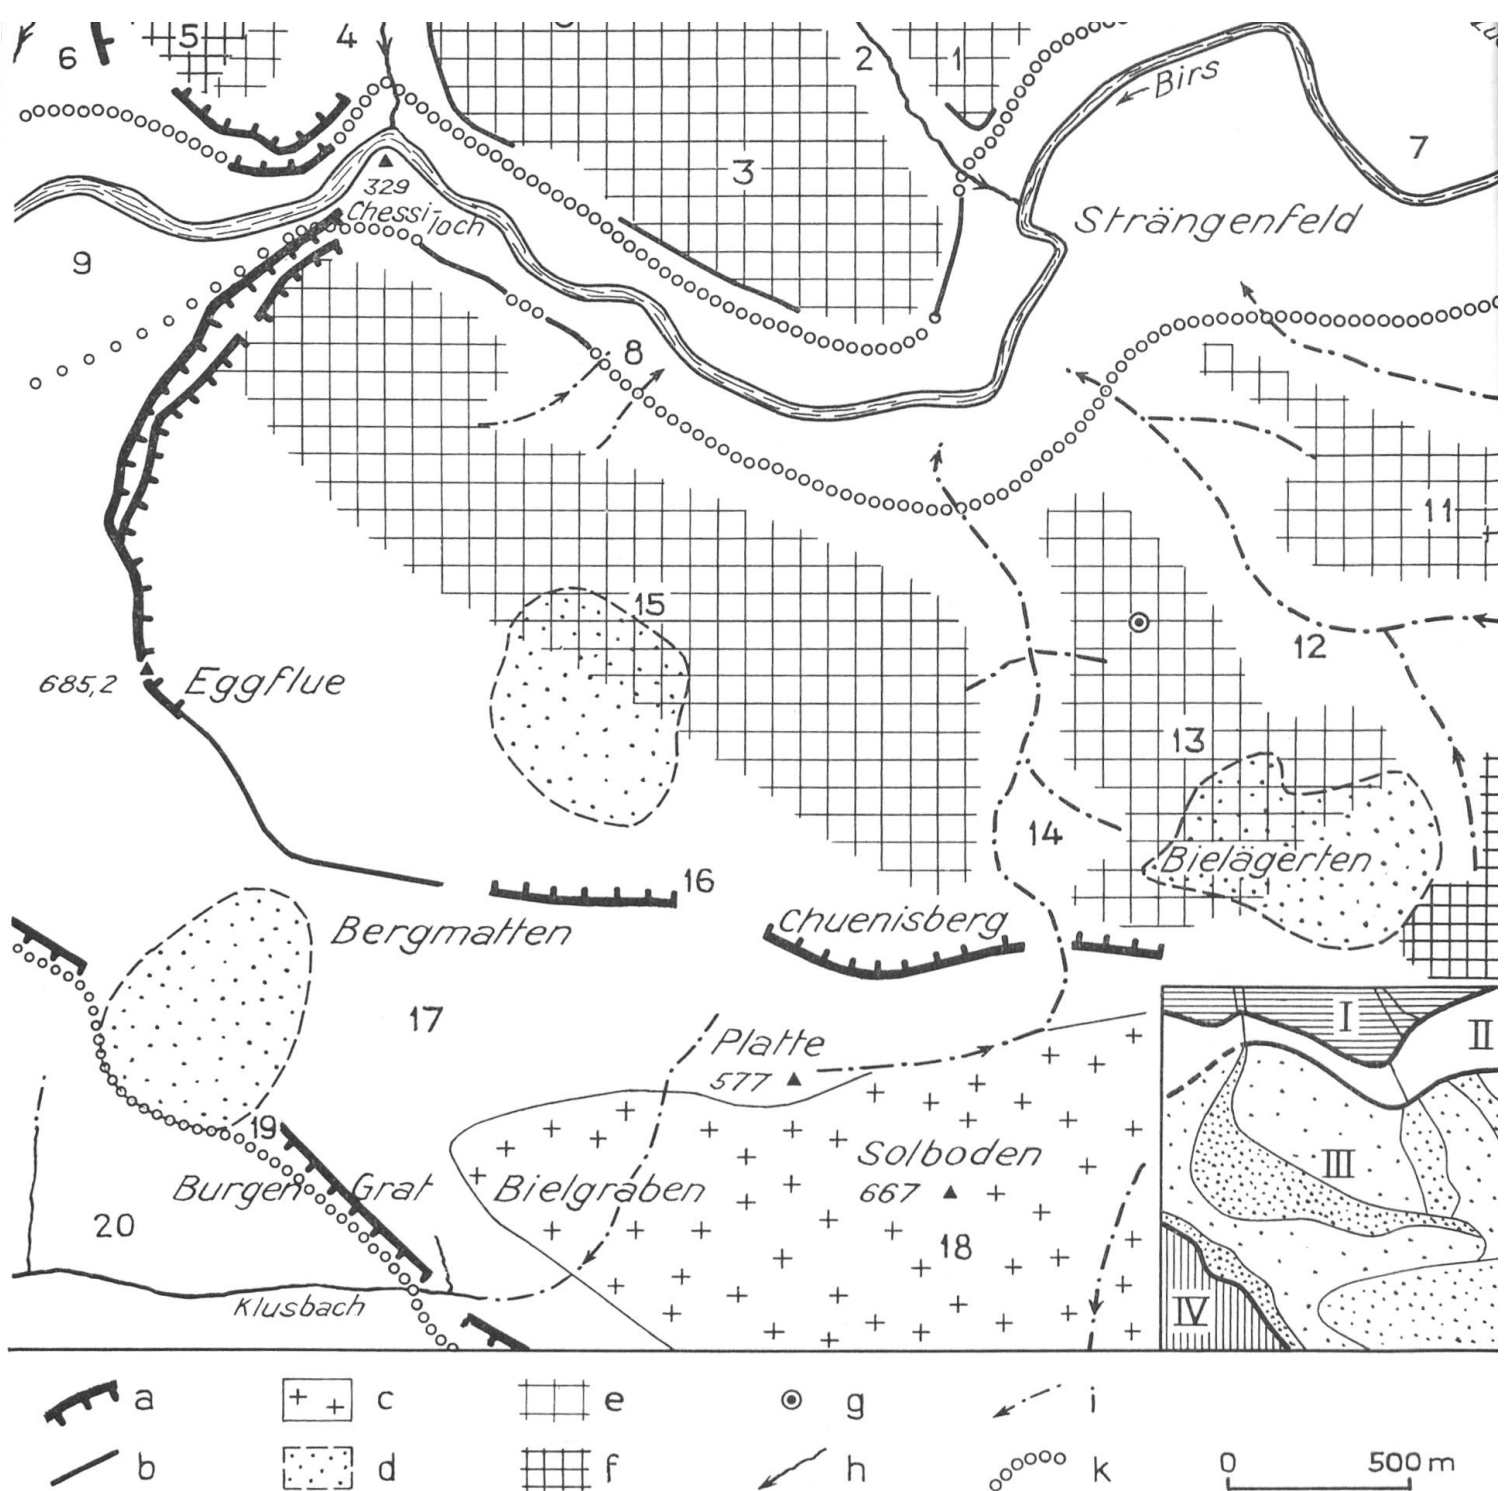 6
5
4
2
1
← Birs
7
3
329
Chessi-
loch
Strängenfeld
9
8
11
15
12
685,2
Eggflue
13
14
Bielägerten
16
Chuenisberg
Bergmatten
17
Platte
577
I
II
III
IV
19
Burgen Grat
Bielgraben
Solboden
667
18
20
Klusbach
a
c
e
g
i
b
d
f
h
k
0 500 m